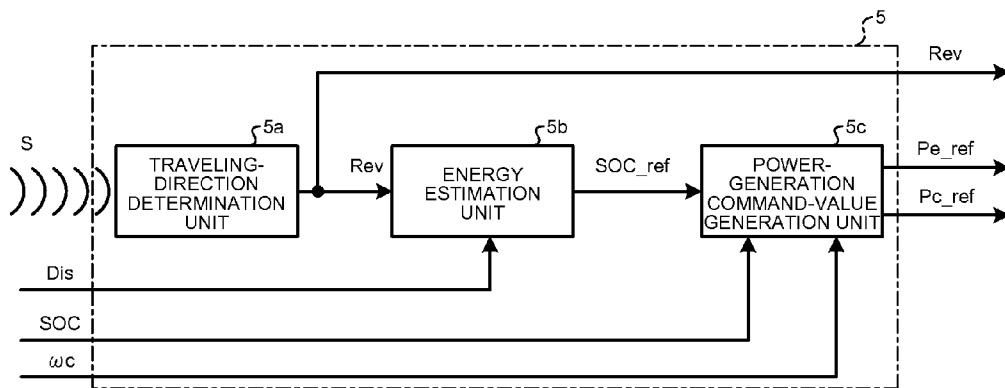 5
Rev
S
5a
5b
5c
TRAVELING-
DIRECTION
DETERMINATION
UNIT
Rev
ENERGY
ESTIMATION
UNIT
SOC_ref
POWER-
GENERATION
COMMAND-VALUE
GENERATION UNIT
Pe_ref
Pc_ref
Dis
SOC
ωc